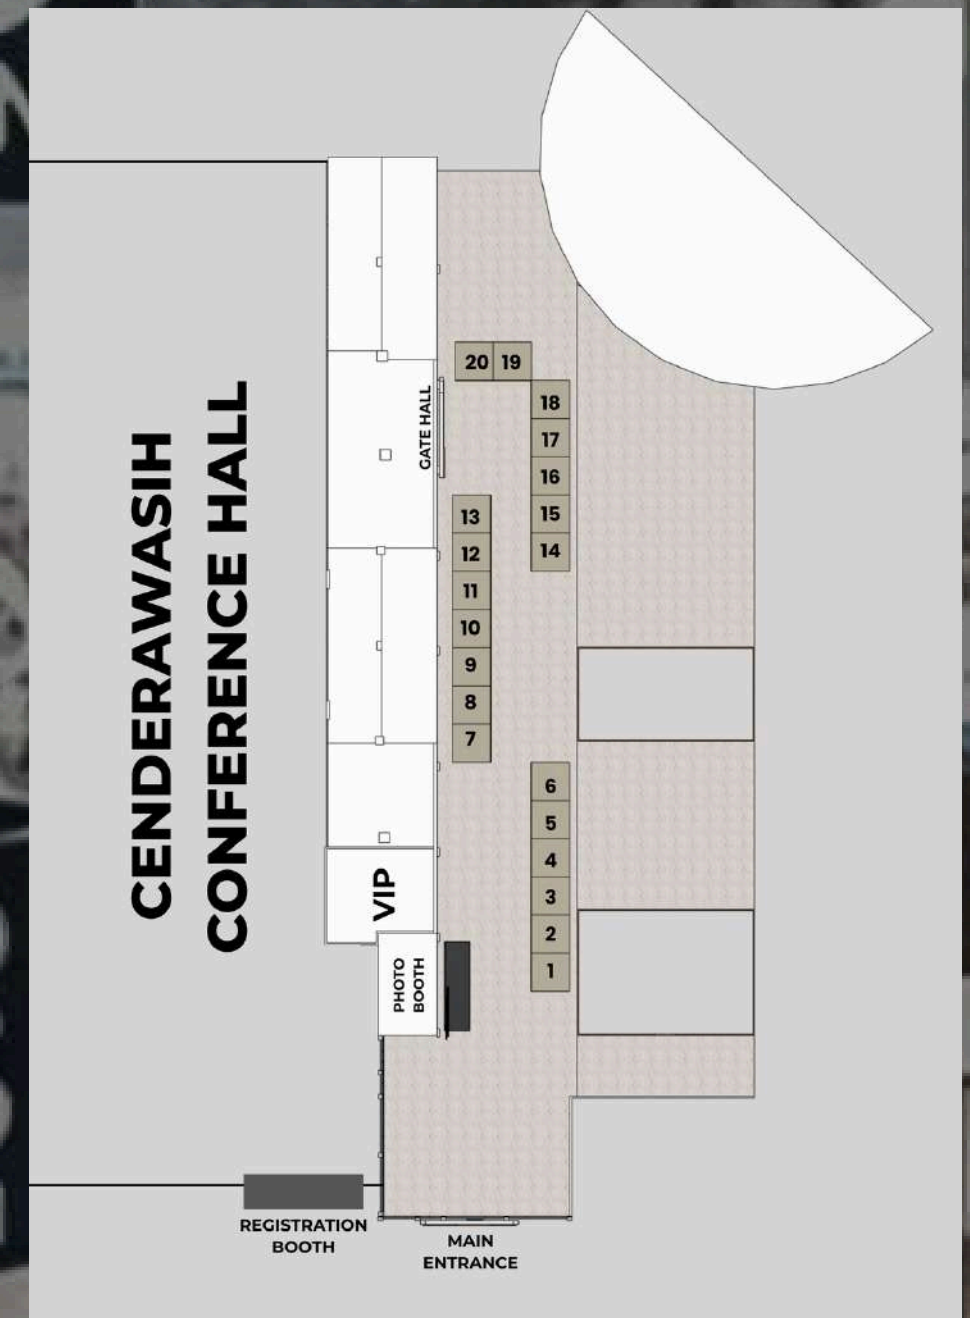 CENDERAWASIH
CONFERENCE HALL
20 19
GATE HALL
18
17
16
15
14
13
12
11
10
9
8
7
6
5
4
3
2
1
VIP
PHOTO
BOOTH
REGISTRATION
BOOTH
MAIN
ENTRANCE